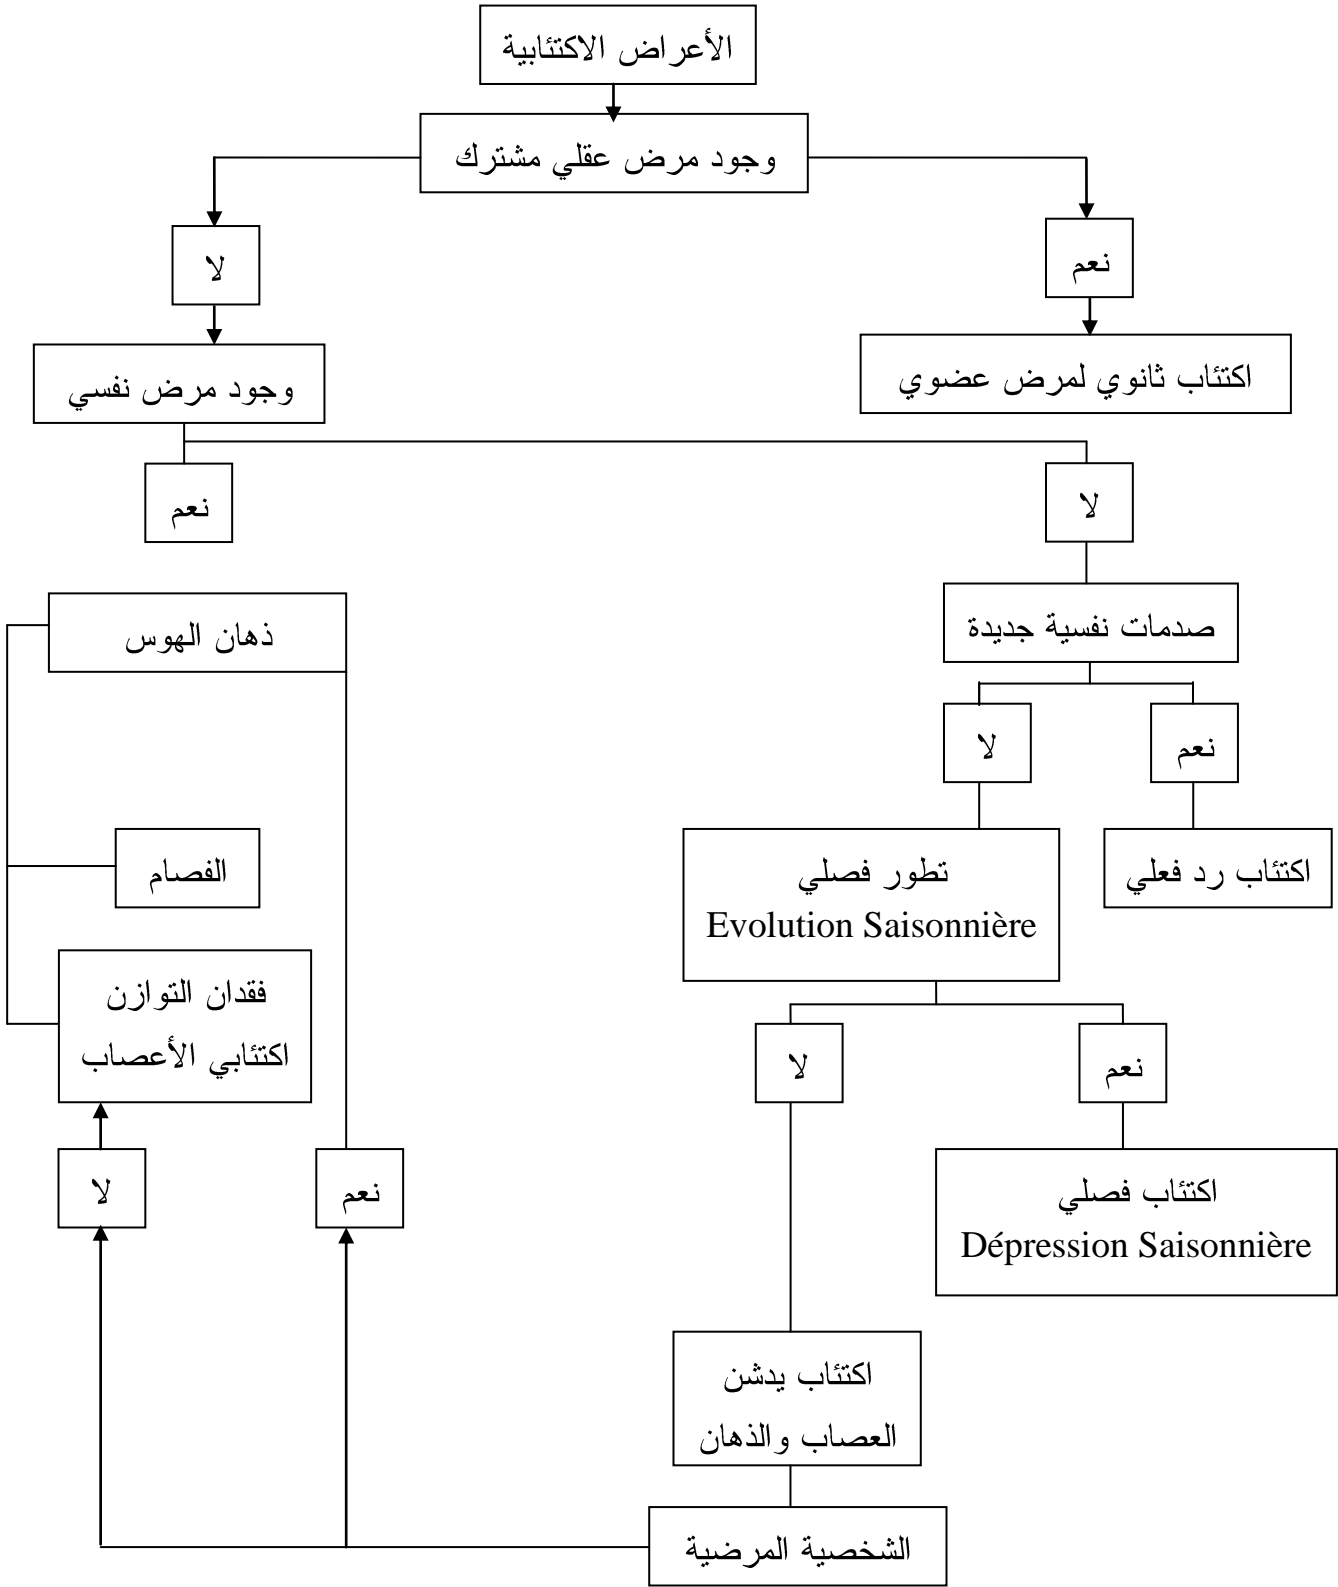 الأعراض الاكتئابية
وجود مرض عقلي مشترك
نعم
لا
اكتئاب ثانوي لمرض عضوي
وجود مرض نفسي
لا
نعم
صدمات نفسية جديدة
ذهان الهوس
نعم
لا
اكتئاب رد فعلي
تطور فصلي
Evolution Saisonnière
الفصام
فقدان التوازن
اكتئابي الأعصاب
نعم
لا
اكتئاب فصلي
Dépression Saisonnière
نعم
لا
اكتئاب يدشن
العصاب والذهان
الشخصية المرضية